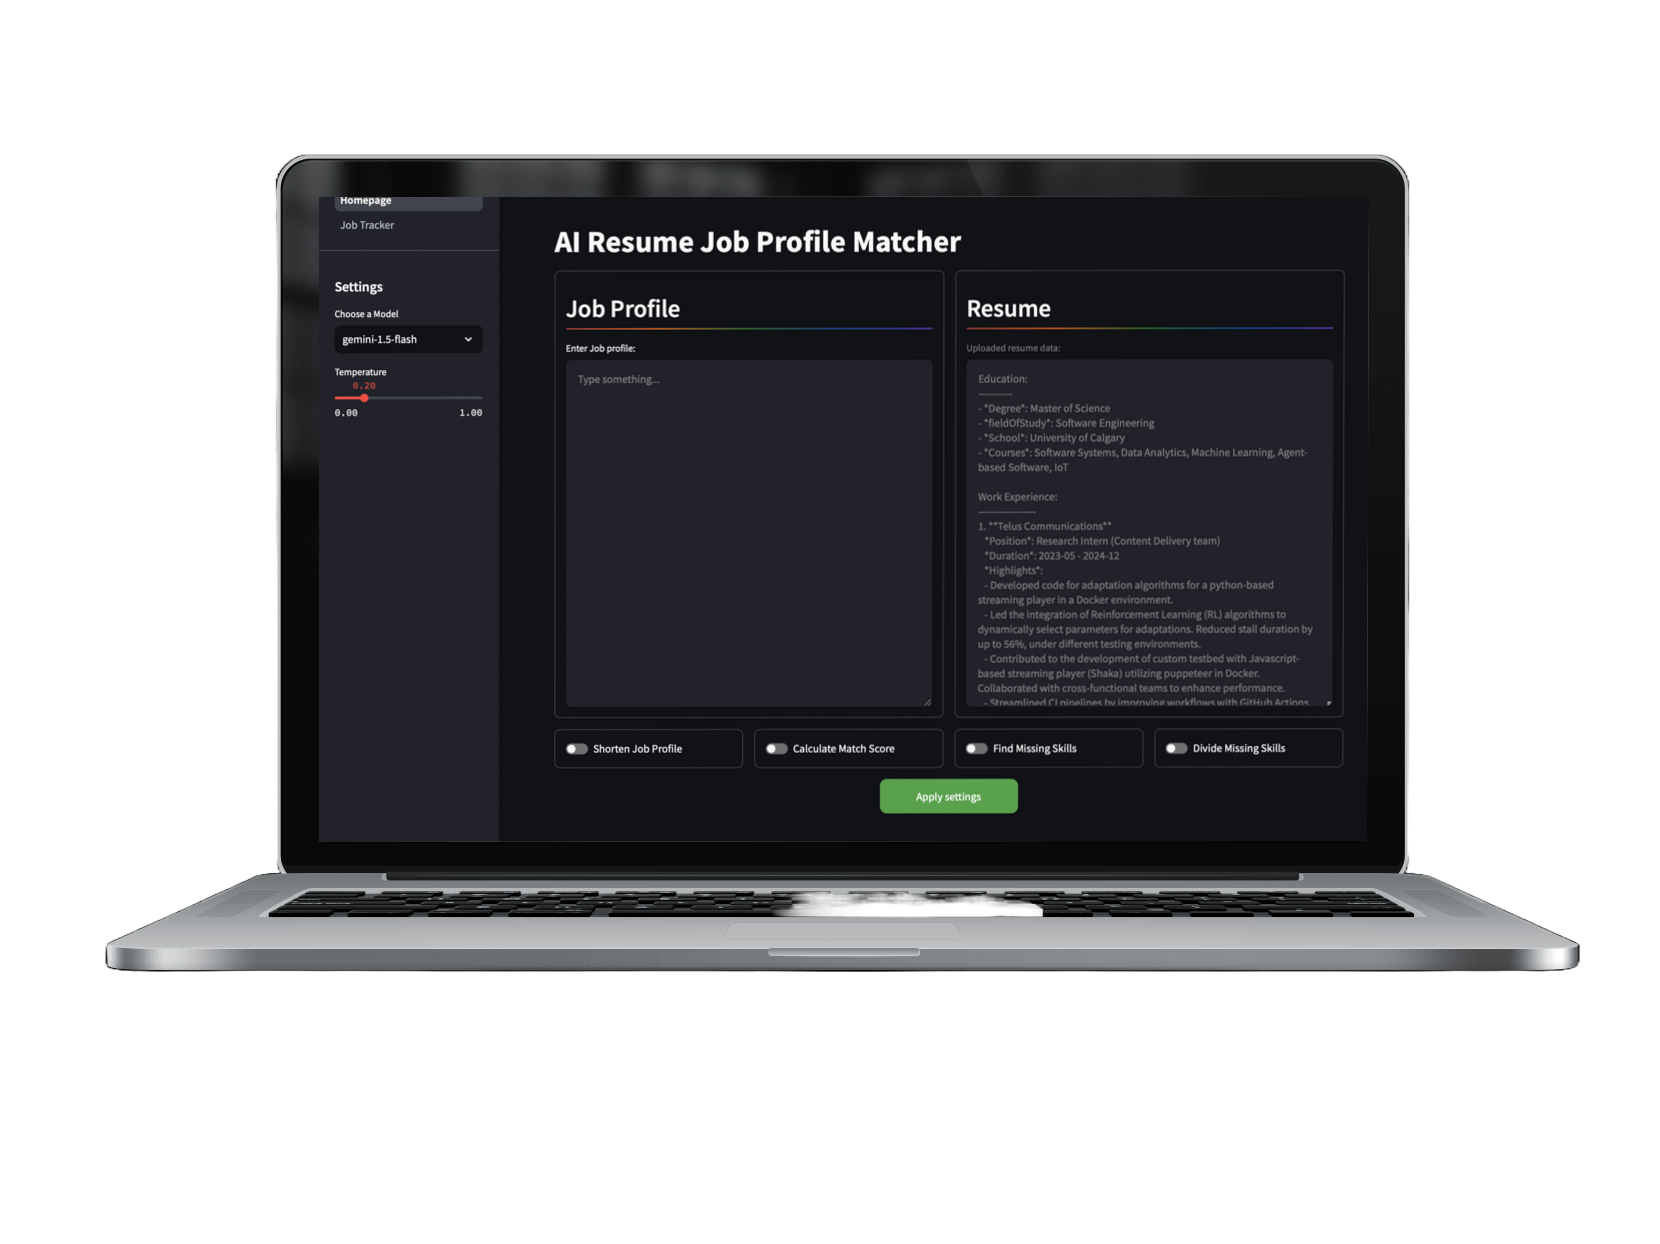 Homepage
Job Tracker
Settings
Choose a Model
gemini-1.5-flash
Temperature
0.20
0.00 1.00
AI Resume Job Profile Matcher
Job Profile
Enter Job profile:
Type something...
Resume
Uploaded resume data:
Education:
----------
- *Degree*: Master of Science
- *fieldOfStudy*: Software Engineering
- *School*: University of Calgary
- *Courses*: Software Systems, Data Analytics, Machine Learning, Agent-
based Software, IoT
Work Experience:
-----------------
1. **Telus Communications**
*Position*: Research Intern (Content Delivery team)
*Duration*: 2023-05 - 2024-12
*Highlights*:
- Developed code for adaptation algorithms for a python-based
streaming player in a Docker environment.
- Led the integration of Reinforcement Learning (RL) algorithms to
dynamically select parameters for adaptations. Reduced stall duration by
up to 56%, under different testing environments.
- Contributed to the development of custom testbed with Javascript-
based streaming player (Shaka) utilizing puppeteer in Docker.
Collaborated with cross-functional teams to enhance performance.
- Streamlined CI pipelines by improving workflows with GitHub Actions
Shorten Job Profile
Calculate Match Score
Find Missing Skills
Divide Missing Skills
Apply settings